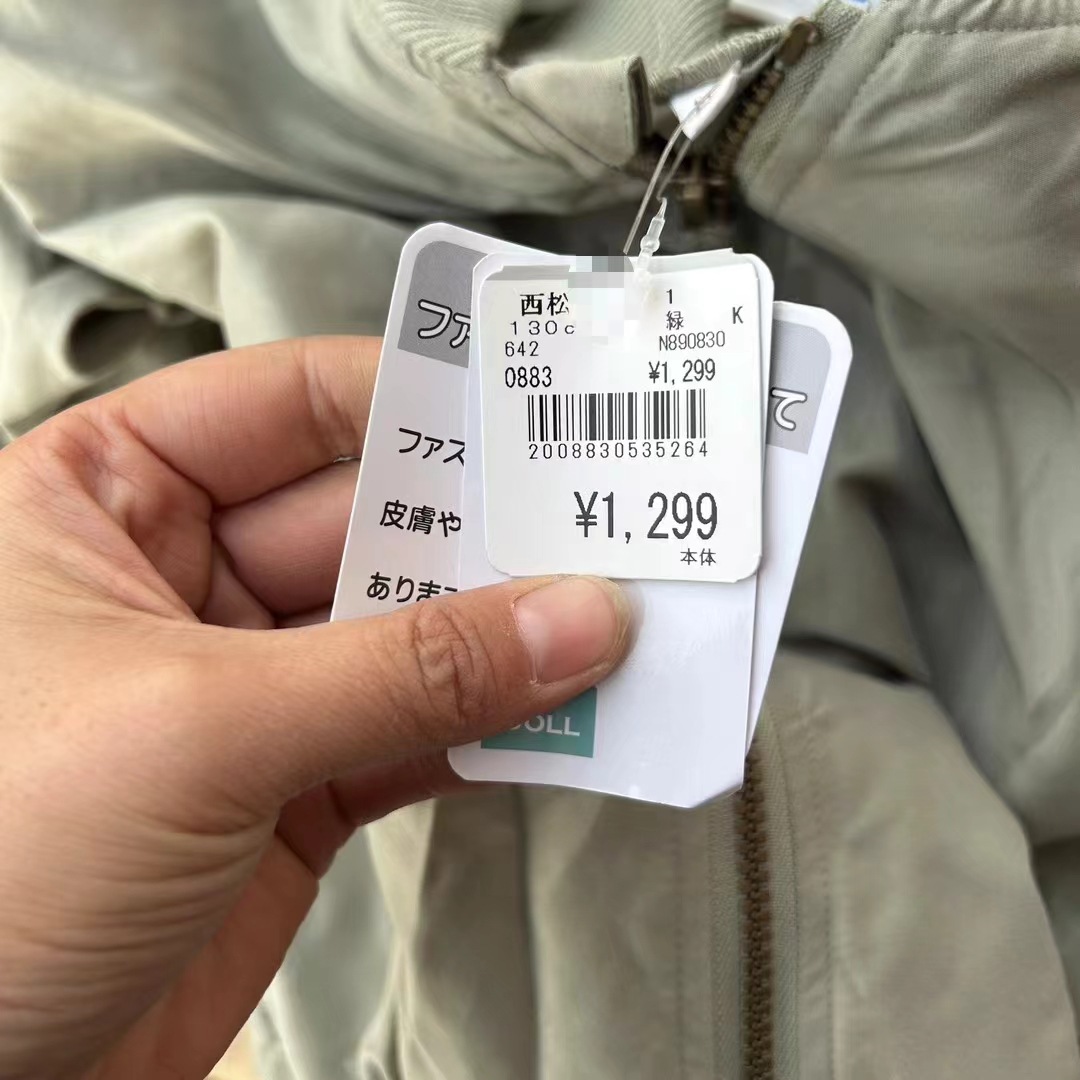 西松
1
130c
緑
K
642
N890830
0883
¥1,299
2008830535264
¥1,299
本体
ファ
て
ファス
皮膚や
ありま
OLL